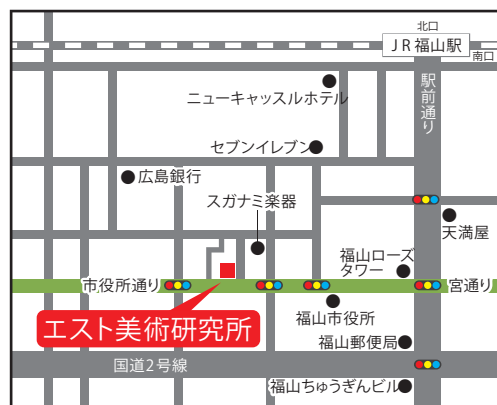 北口
JR福山駅
南口
駅前通り
ニューキャッスルホテル
セブンイレブン
広島銀行
スガナミ楽器
天満屋
福山ローズ
タワー
市役所通り
宮通り
福山市役所
エスト美術研究所
福山郵便局
国道2号線
福山ちゅうぎんビル